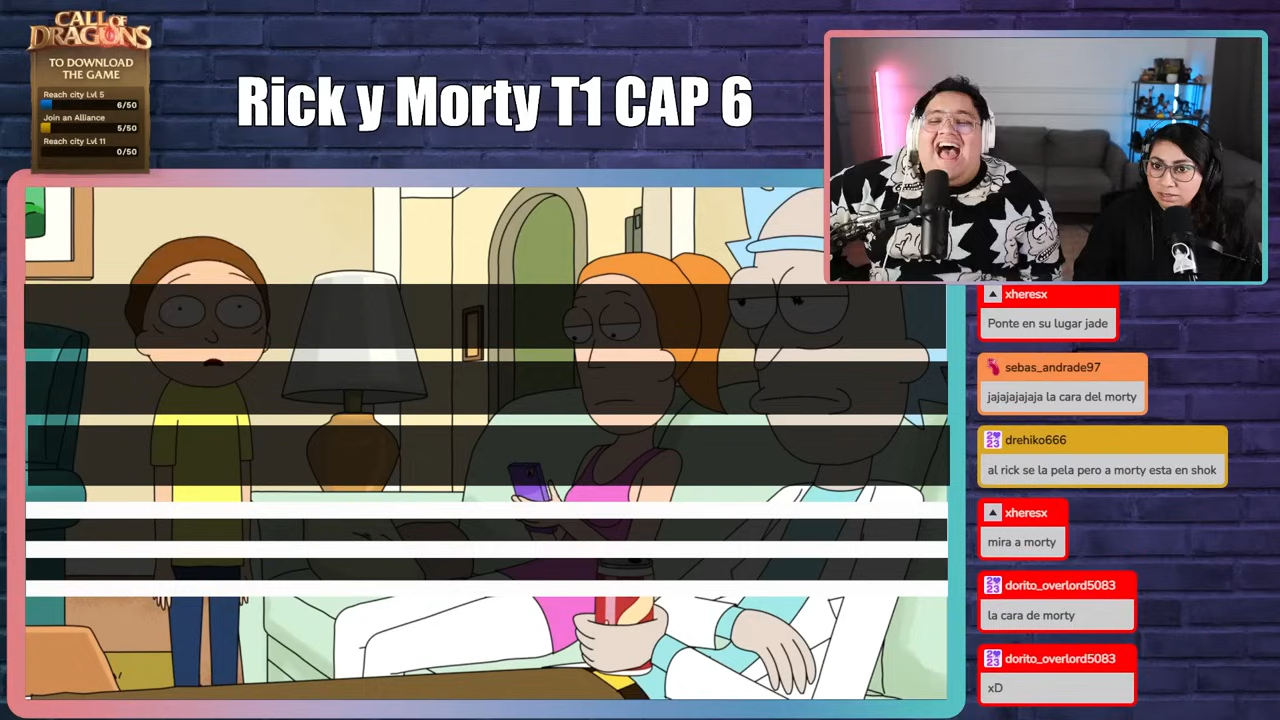 CALL OF
DRAGONS
TO DOWNLOAD
THE GAME
Reach city Lvl 5
6/50
Join an Alliance
5/50
Reach city Lvl 11
0/50
Rick y Morty T1 CAP 6
xheresx
Ponte en su lugar jade
sebas_andrade97
jajajajajaja la cara del morty
drehiko666
al rick se la pela pero a morty esta en shok
xheresx
mira a morty
dorito_overlord5083
la cara de morty
dorito_overlord5083
xD